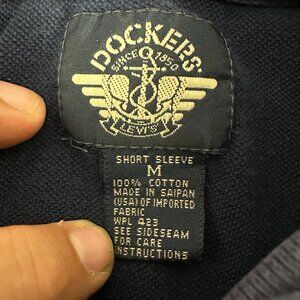 DOCKERS
SINCE 1850
LEVI'S
SHORT SLEEVE
M
100% COTTON
MADE IN SAIPAN
(USA) OF IMPORTED
FABRIC
WPL 423
SEE SIDESEAM
FOR CARE
INSTRUCTIONS